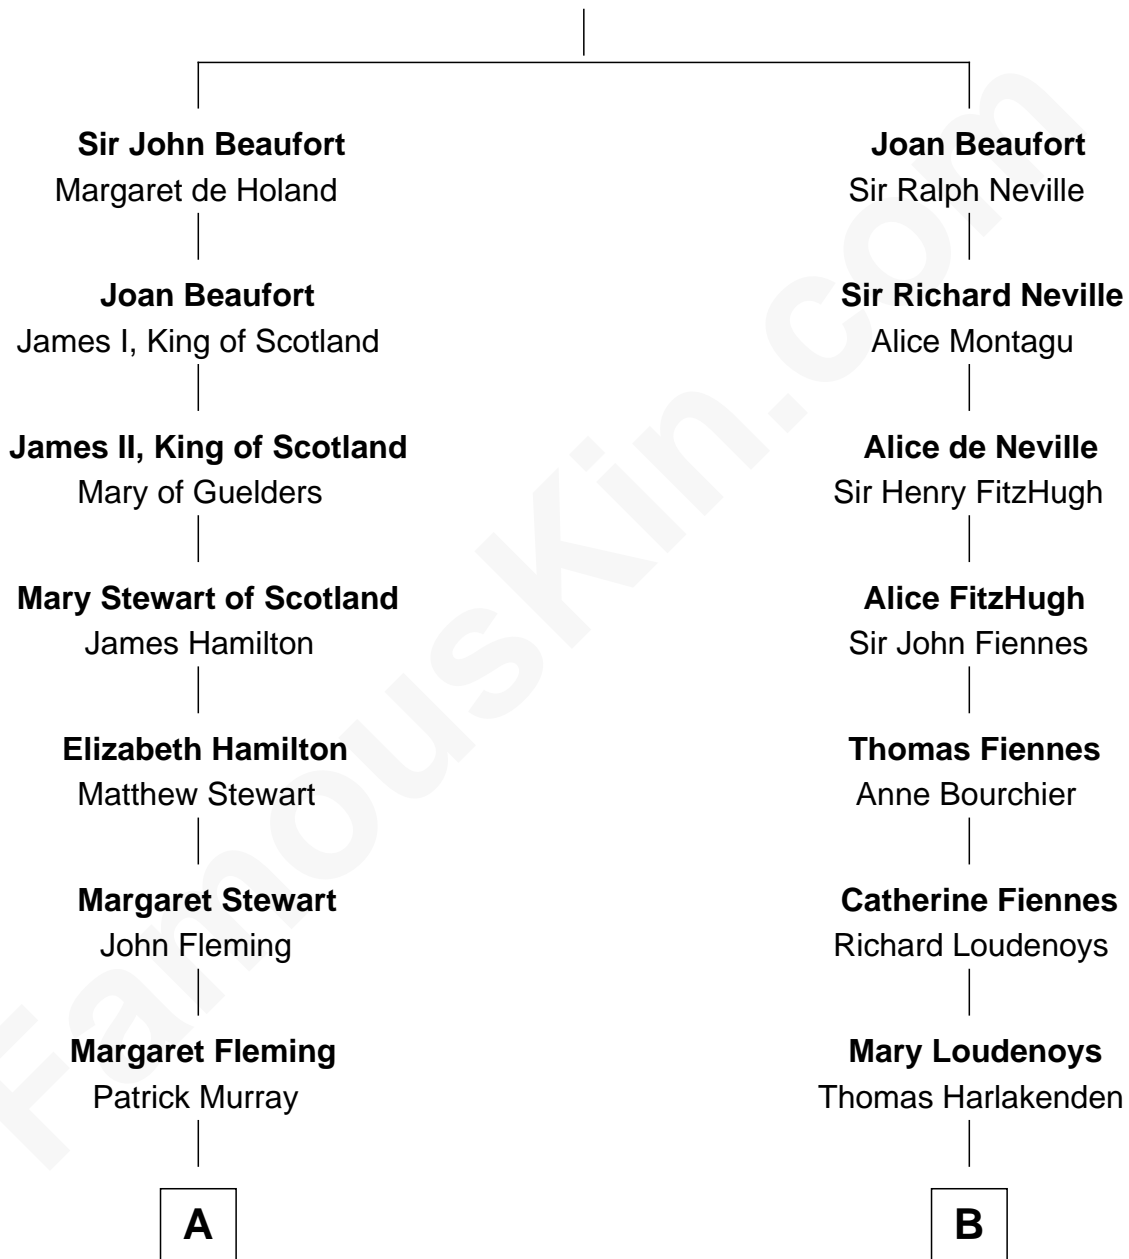 Sir John Beaufort
Margaret de Holand
Joan Beaufort
James I, King of Scotland
James II, King of Scotland
Mary of Guelders
Mary Stewart of Scotland
James Hamilton
Elizabeth Hamilton
Matthew Stewart
Margaret Stewart
John Fleming
Margaret Fleming
Patrick Murray
A
Joan Beaufort
Sir Ralph Neville
Sir Richard Neville
Alice Montagu
Alice de Neville
Sir Henry FitzHugh
Alice FitzHugh
Sir John Fiennes
Thomas Fiennes
Anne Bourchier
Catherine Fiennes
Richard Loudenoys
Mary Loudenoys
Thomas Harlakenden
B
FamousKin.com